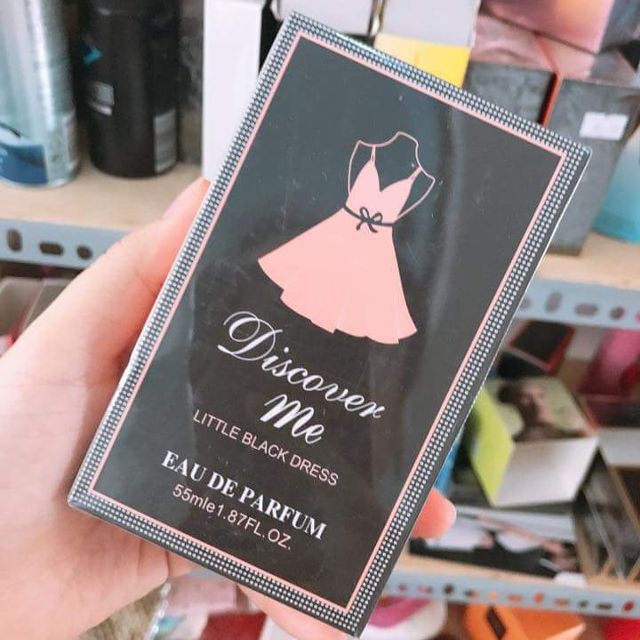 Discover
Me
LITTLE BLACK DRESS
EAU DE PARFUM
55mle1.87FL.OZ.